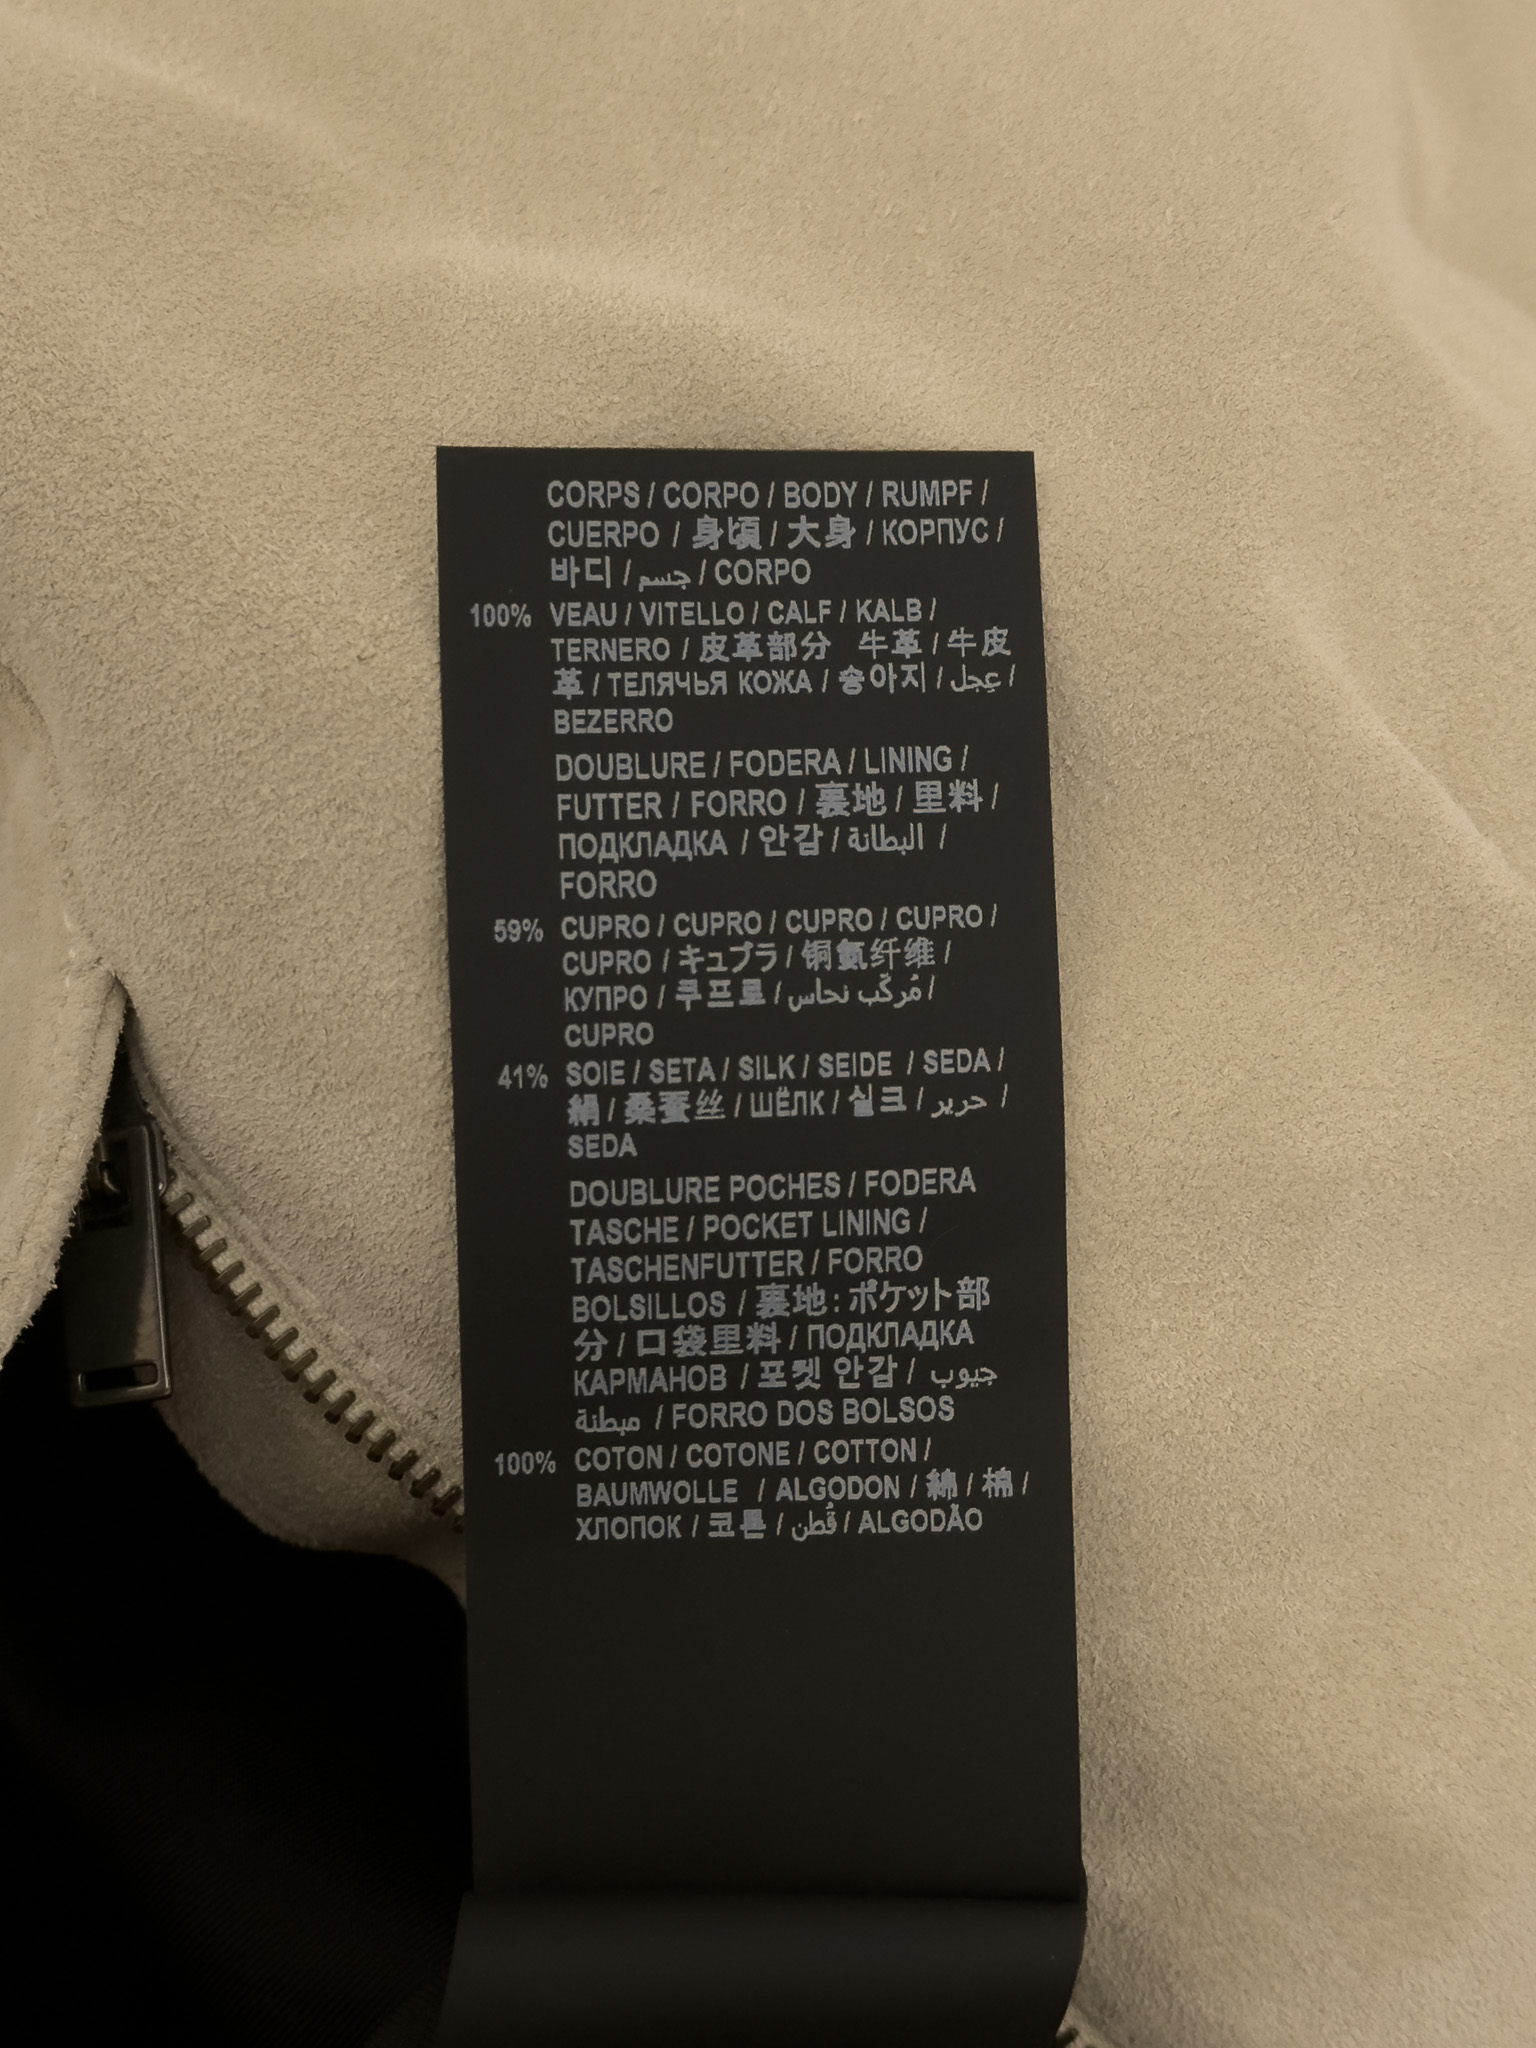 CORPS / CORPO / BODY / RUMPF /
CUERPO / 身頃 / 大身 / КОРПУС /
바디 / جسم / CORPO
100% VEAU / VITELLO / CALF / KALB /
TERNERO / 皮革部分 牛革 / 牛皮
革 / ТЕЛЯЧЬЯ КОЖА / 송아지 / عِجل /
BEZERRO
DOUBLURE / FODERA / LINING /
FUTTER / FORRO / 裏地 / 里料 /
ПОДКЛАДКА / 안감 / البطانة /
FORRO
59% CUPRO / CUPRO / CUPRO / CUPRO /
CUPRO / キュプラ / 铜氨纤维 /
КУПРО / 쿠프로 / مُركّب نحاس /
CUPRO
41% SOIE / SETA / SILK / SEIDE / SEDA /
絹 / 桑蚕丝 / ШЁЛК / 실크 / حرير /
SEDA
DOUBLURE POCHES / FODERA
TASCHE / POCKET LINING /
TASCHENFUTTER / FORRO
BOLSILLOS / 裏地:ポケット部
分 / 口袋里料 / ПОДКЛАДКА
КАРМАНОВ / 포켓 안감 / جيوب
مبطنة / FORRO DOS BOLSOS
100% COTON / COTONE / COTTON /
BAUMWOLLE / ALGODON / 綿 / 棉 /
ХЛОПОК / 코튼 / قُطن / ALGODÃO